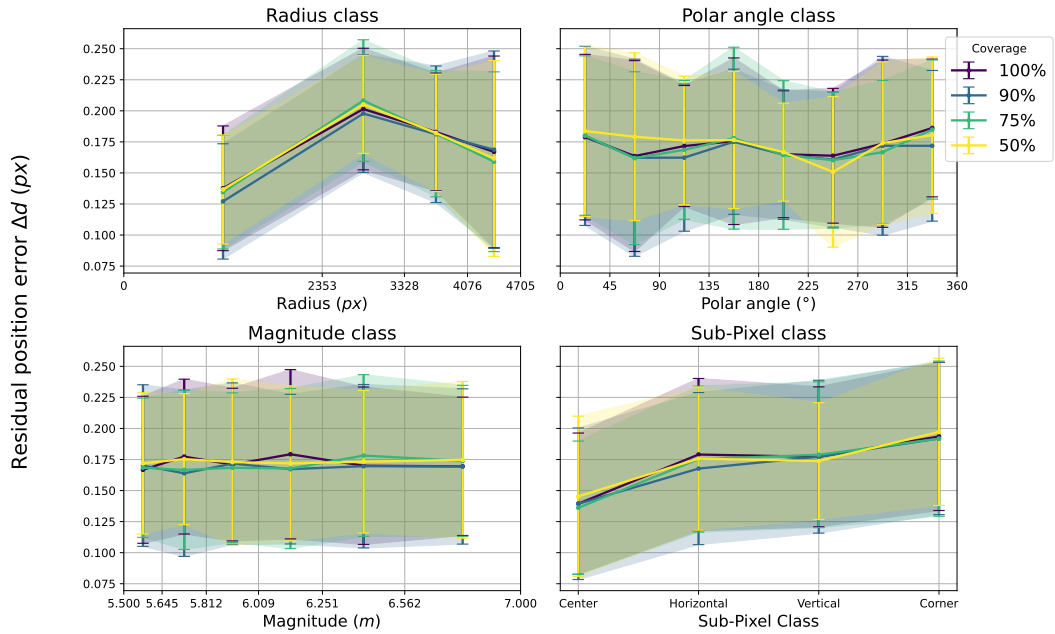 Radius class
Polar angle class
Residual position error Δd (px)
0.250
0.225
0.200
0.175
0.150
0.125
0.100
0.075
0 2353 3328 4076 4705
Radius (px)
0 45 90 135 180 225 270 315 360
Polar angle (°)
Coverage
100%
90%
75%
50%
Magnitude class
Sub-Pixel class
0.250
0.225
0.200
0.175
0.150
0.125
0.100
0.075
5.500 5.645 5.812 6.009 6.251 6.562 7.000
Magnitude (m)
Center Horizontal Vertical Corner
Sub-Pixel Class